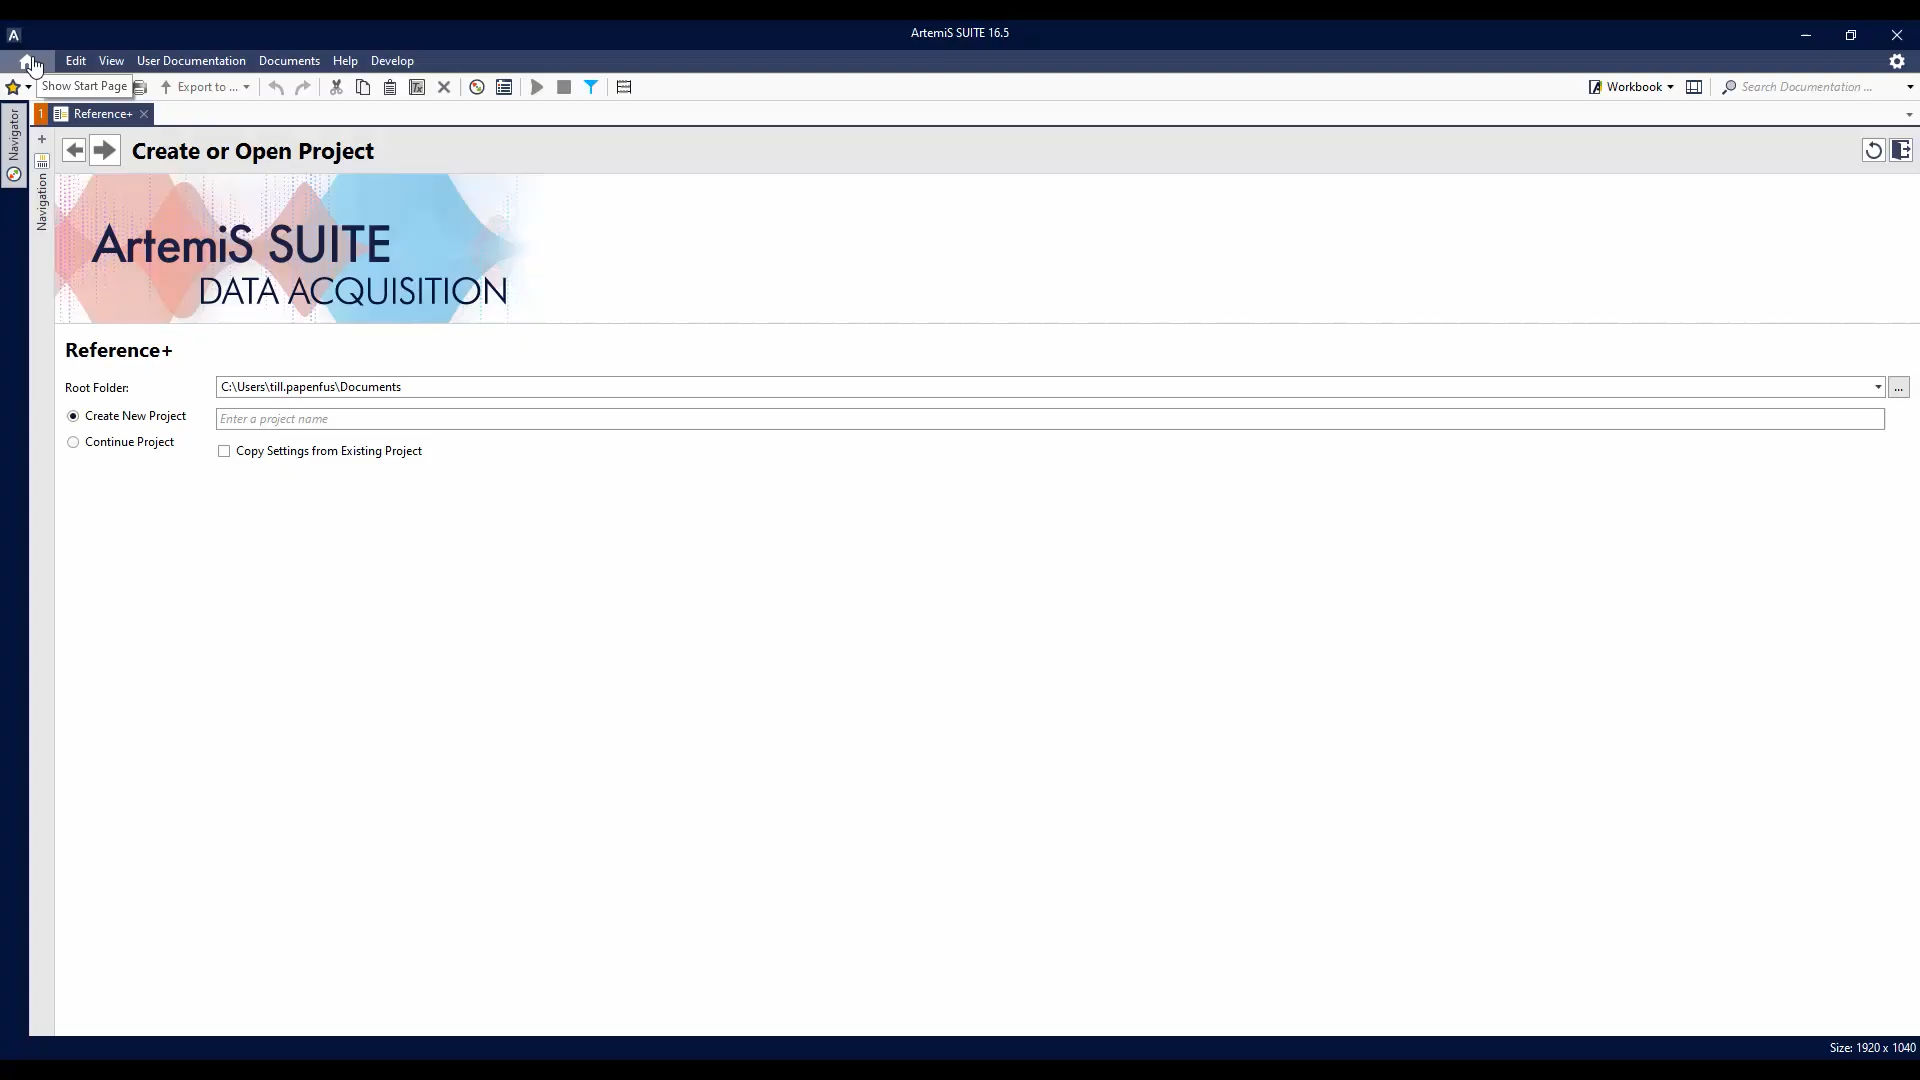 ArtemiS SUITE 16.5
Edit View User Documentation Documents Help Develop
Show Start Page
Export to ...
Workbook
Search Documentation ...
1 Reference+
Navigator
Navigation
Create or Open Project
ArtemiS SUITE
DATA ACQUISITION
Reference+
Root Folder: C:\Users\till.papenfus\Documents ...
Create New Project Enter a project name
Continue Project
Copy Settings from Existing Project
Size: 1920 x 1040